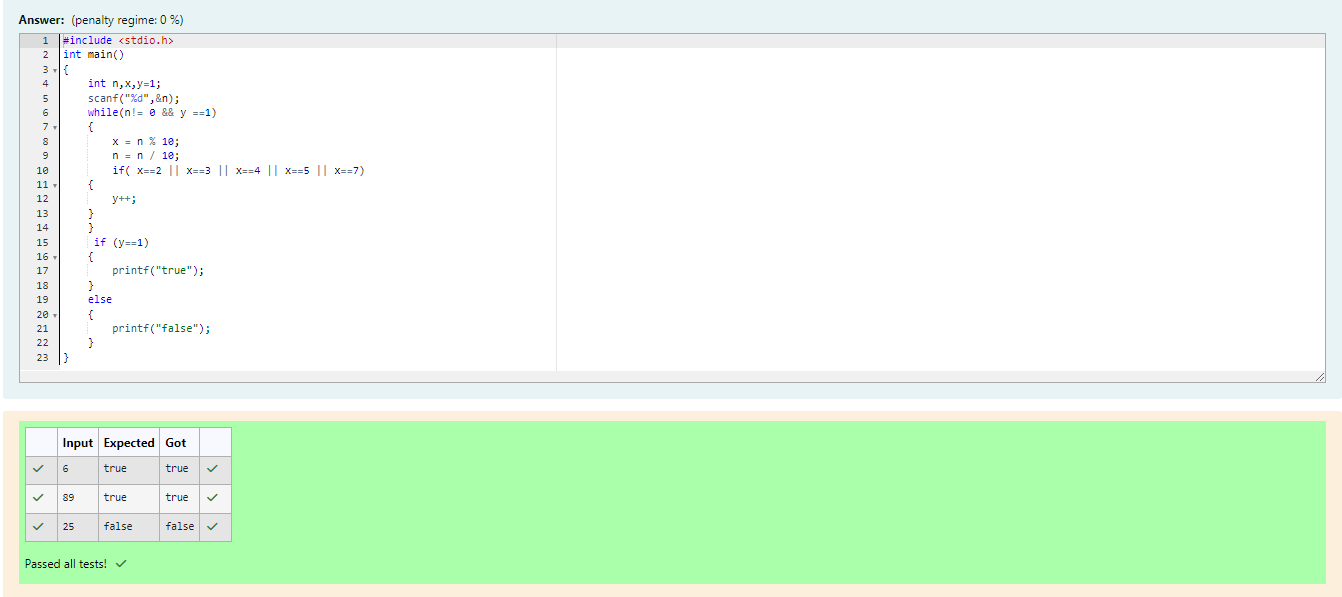 Answer: (penalty regime: 0 %)
1 #include <stdio.h>
2 int main()
3 {
4     int n,x,y=1;
5     scanf("%d",&n);
6     while(n!= 0 && y ==1)
7     {
8         x = n % 10;
9         n = n / 10;
10         if( x==2 || x==3 || x==4 || x==5 || x==7)
11     {
12         y++;
13     }
14     }
15      if (y==1)
16     {
17         printf("true");
18     }
19     else
20     {
21         printf("false");
22     }
23 }
Input Expected Got
6 true true
89 true true
25 false false
Passed all tests!